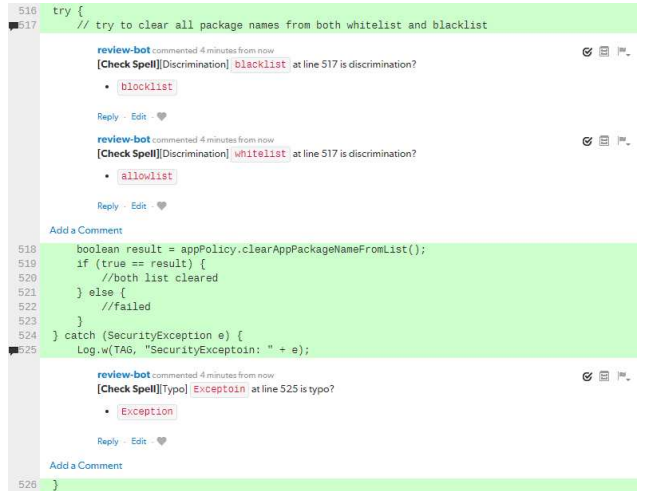 516 try {
517 // try to clear all package names from both whitelist and blacklist
review-bot commented 4 minutes from now
[Check Spell][Discrimination] blacklist at line 517 is discrimination?
• blocklist
Reply · Edit ·
review-bot commented 4 minutes from now
[Check Spell][Discrimination] whitelist at line 517 is discrimination?
• allowlist
Reply · Edit ·
Add a Comment
518 boolean result = appPolicy.clearAppPackageNameFromList();
519 if (true == result) {
520 //both list cleared
521 } else {
522 //failed
523 }
524 } catch (SecurityException e) {
525 Log.w(TAG, "SecurityExceptoin: " + e);
review-bot commented 4 minutes from now
[Check Spell][Typo] Exceptoin at line 525 is typo?
• Exception
Reply · Edit ·
Add a Comment
526 }